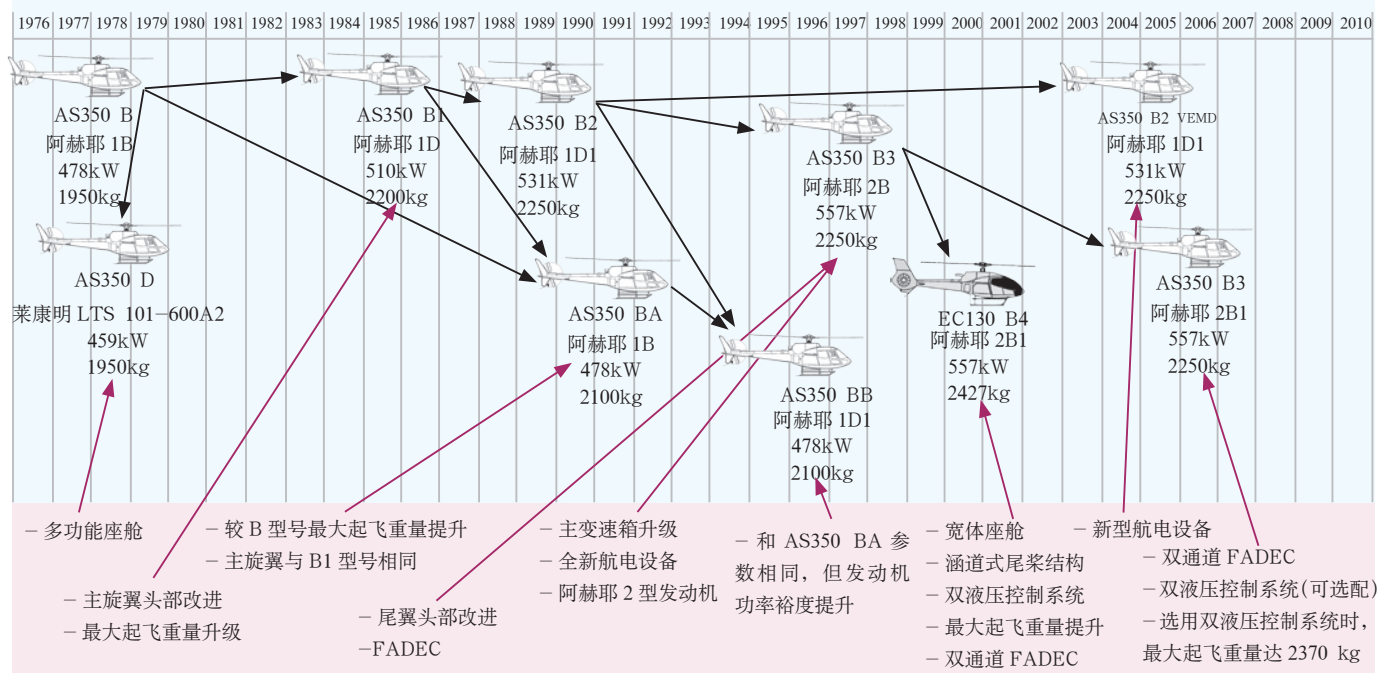 1976 1977 1978 1979 1980 1981 1982 1983 1984 1985 1986 1987 1988 1989 1990 1991 1992 1993 1994 1995 1996 1997 1998 1999 2000 2001 2002 2003 2004 2005 2006 2007 2008 2009 2010
AS350 B
阿赫耶 1B
478kW
1950kg
AS350 D
莱康明 LTS 101-600A2
459kW
1950kg
AS350 B1
阿赫耶 1D
510kW
2200kg
AS350 B2
阿赫耶 1D1
531kW
2250kg
AS350 BA
阿赫耶 1B
478kW
2100kg
AS350 B3
阿赫耶 2B
557kW
2250kg
AS350 BB
阿赫耶 1D1
478kW
2100kg
EC130 B4
阿赫耶 2B1
557kW
2427kg
AS350 B2 VEMD
阿赫耶 1D1
531kW
2250kg
AS350 B3
阿赫耶 2B1
557kW
2250kg
– 多功能座舱
– 主旋翼头部改进
– 最大起飞重量升级
– 较 B 型号最大起飞重量提升
– 主旋翼与 B1 型号相同
– 尾翼头部改进
–FADEC
– 主变速箱升级
– 全新航电设备
– 阿赫耶 2 型发动机
– 和 AS350 BA 参
数相同，但发动机
功率裕度提升
– 宽体座舱
– 涵道式尾桨结构
– 双液压控制系统
– 最大起飞重量提升
– 双通道 FADEC
– 新型航电设备
– 双通道 FADEC
– 双液压控制系统(可选配)
– 选用双液压控制系统时，
最大起飞重量达 2370 kg